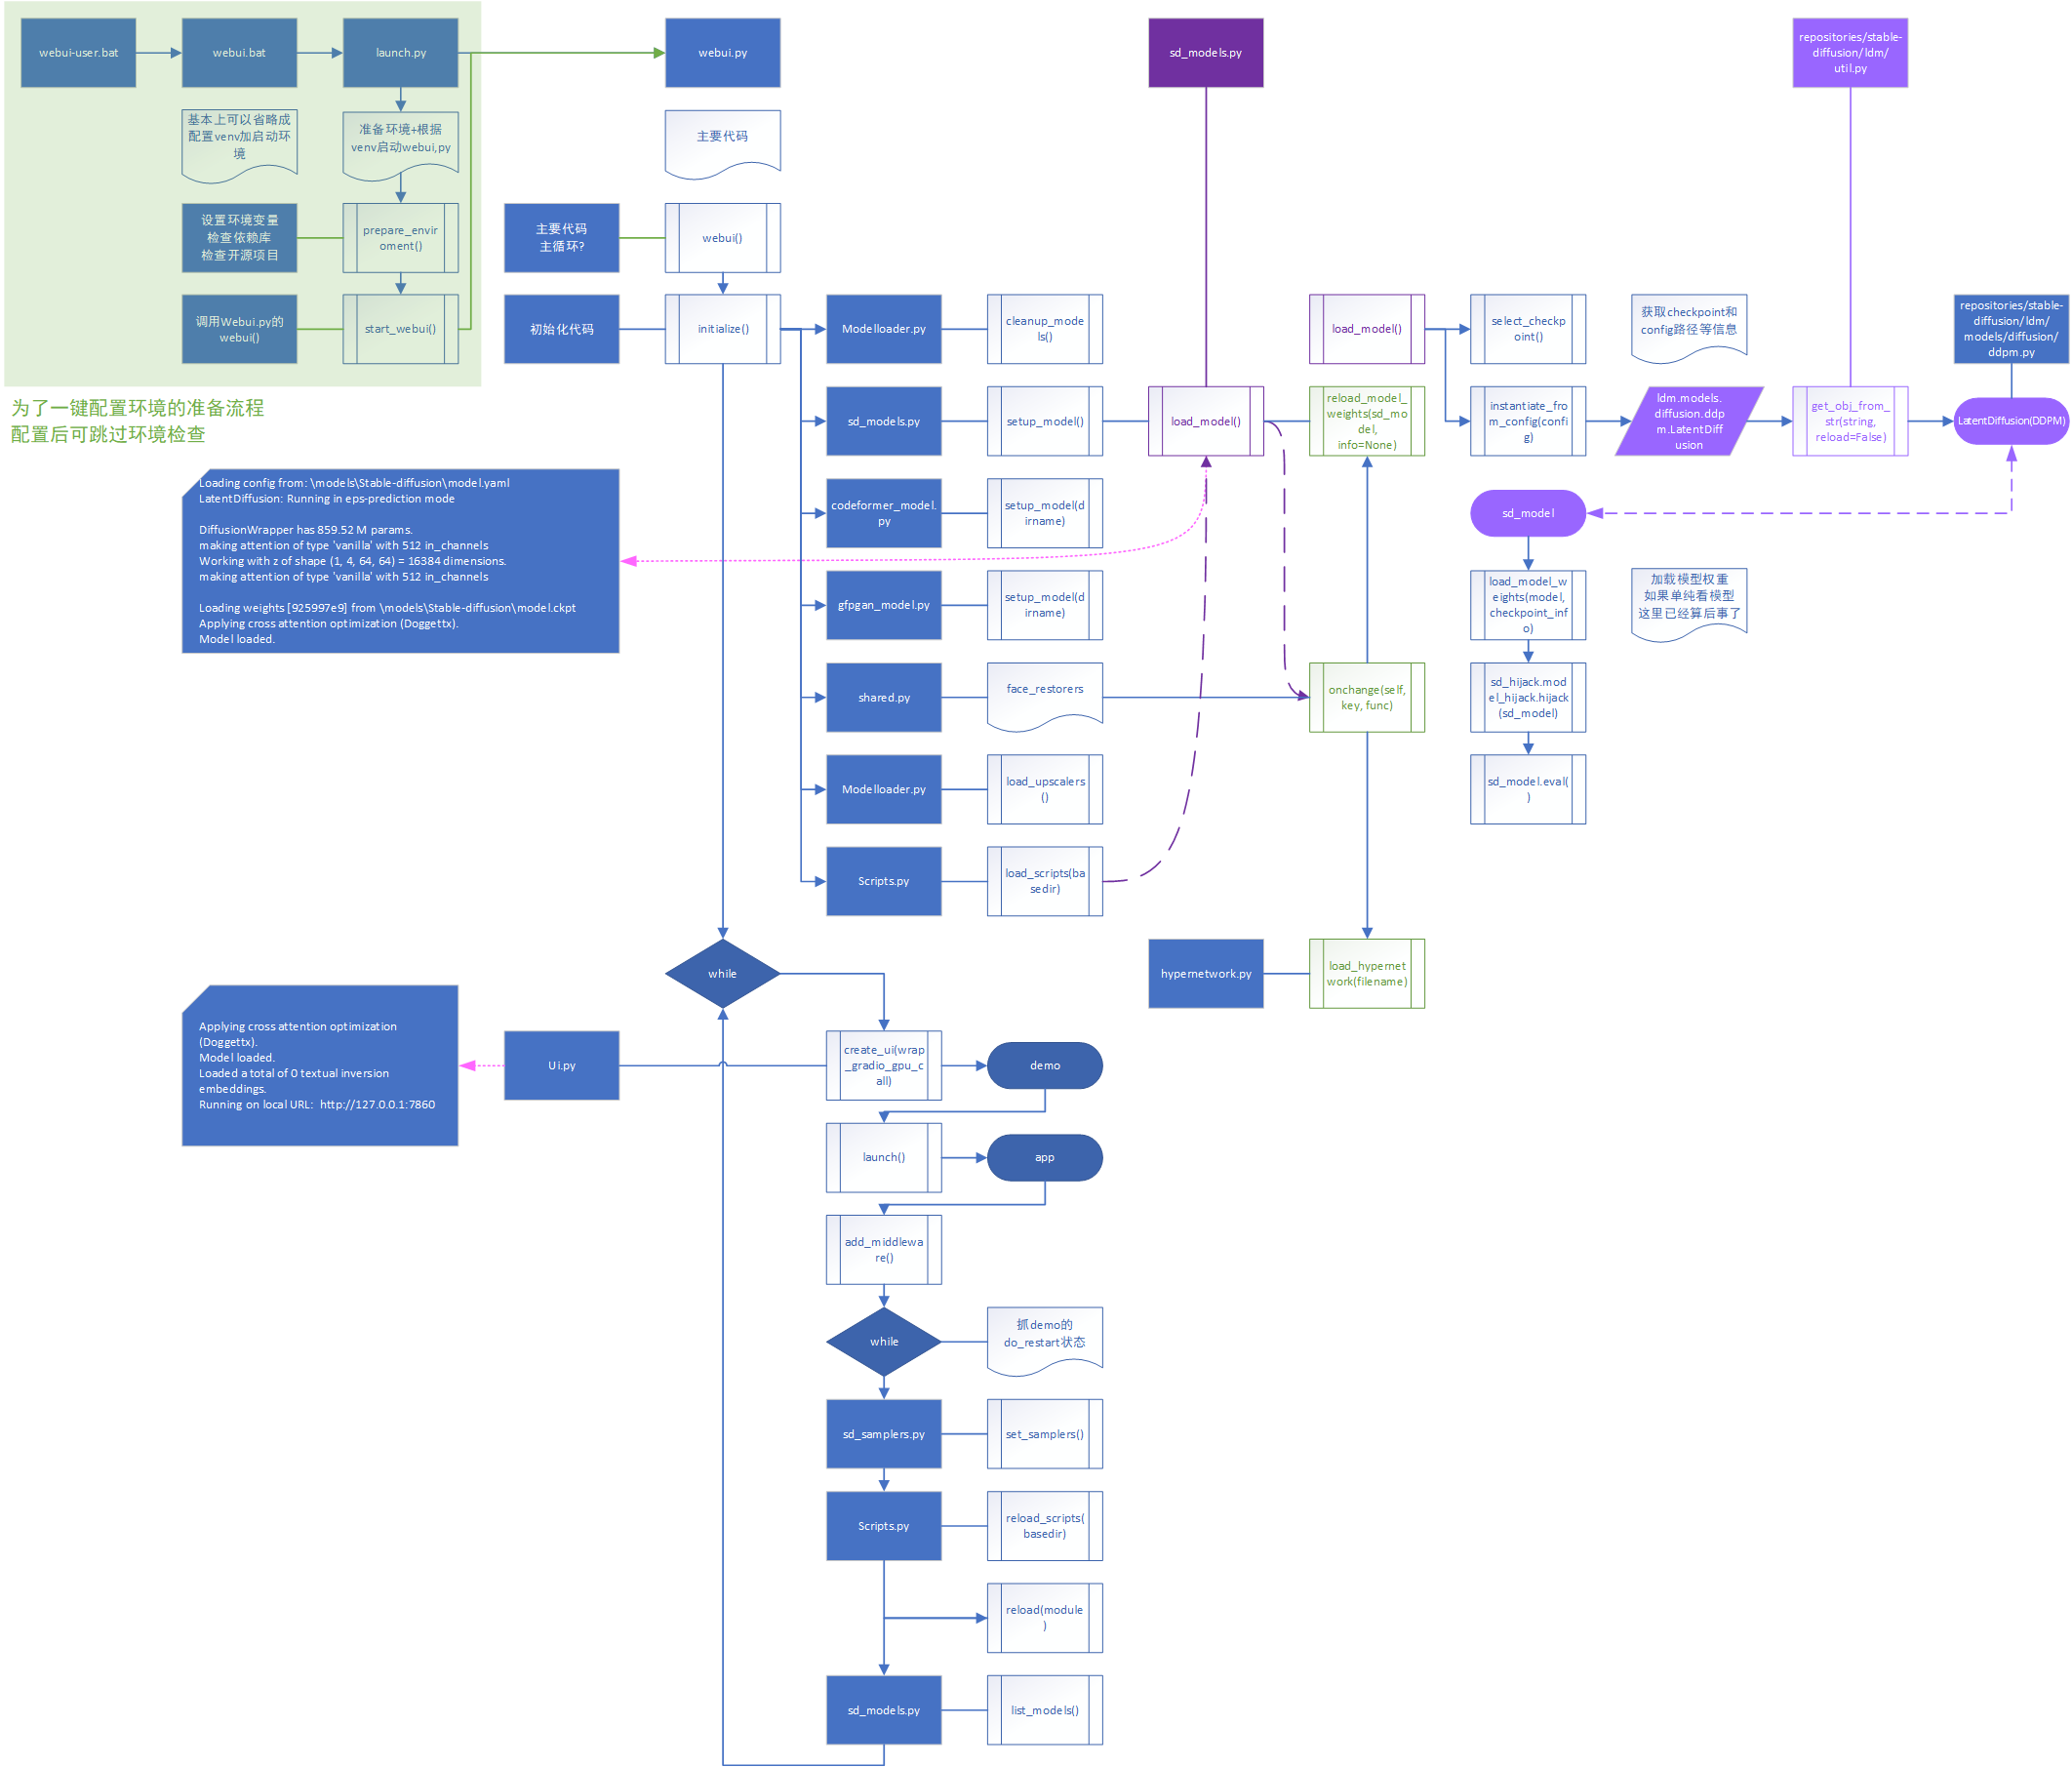 webui-user.bat
webui.bat
launch.py
webui.py
sd_models.py
repositories/stable-
diffusion/ldm/
util.py
基本上可以省略成
配置venv加启动环
境
准备环境+根据
venv启动webui,py
主要代码
设置环境变量
检查依赖库
检查开源项目
prepare_envir
oment()
主要代码
主循环?
webui()
调用Webui.py的
webui()
start_webui()
初始化代码
initialize()
Modelloader.py
cleanup_mode
ls()
load_model()
select_checkp
oint()
获取checkpoint和
config路径等信息
repositories/stable-
diffusion/ldm/
models/diffusion/
ddpm.py
为了一键配置环境的准备流程
配置后可跳过环境检查
sd_models.py
setup_model()
load_model()
reload_model_
weights(sd_mo
del,
info=None)
instantiate_fro
m_config(confi
g)
ldm.models.
diffusion.ddp
m.LatentDiff
usion
get_obj_from_
str(string,
reload=False)
LatentDiffusion(DDPM)
Loading config from: \models\Stable-diffusion\model.yaml
LatentDiffusion: Running in eps-prediction mode
DiffusionWrapper has 859.52 M params.
making attention of type 'vanilla' with 512 in_channels
Working with z of shape (1, 4, 64, 64) = 16384 dimensions.
making attention of type 'vanilla' with 512 in_channels
Loading weights [925997e9] from \models\Stable-diffusion\model.ckpt
Applying cross attention optimization (Doggettx).
Model loaded.
codeformer_model.
py
setup_model(d
irname)
sd_model
gfpgan_model.py
setup_model(d
irname)
load_model_w
eights(model,
checkpoint_inf
o)
加载模型权重
如果单纯看模型
这里已经算后事了
shared.py
face_restorers
onchange(self,
key, func)
sd_hijack.mod
el_hijack.hijack
(sd_model)
Modelloader.py
load_upscalers
()
sd_model.eval(
)
Scripts.py
load_scripts(ba
sedir)
while
hypernetwork.py
load_hypernet
work(filename)
Applying cross attention optimization
(Doggettx).
Model loaded.
Loaded a total of 0 textual inversion
embeddings.
Running on local URL:  http://127.0.0.1:7860
Ui.py
create_ui(wrap
_gradio_gpu_c
all)
demo
launch()
app
add_middlewa
re()
while
抓demo的
do_restart状态
sd_samplers.py
set_samplers()
Scripts.py
reload_scripts(
basedir)
reload(module
)
sd_models.py
list_models()